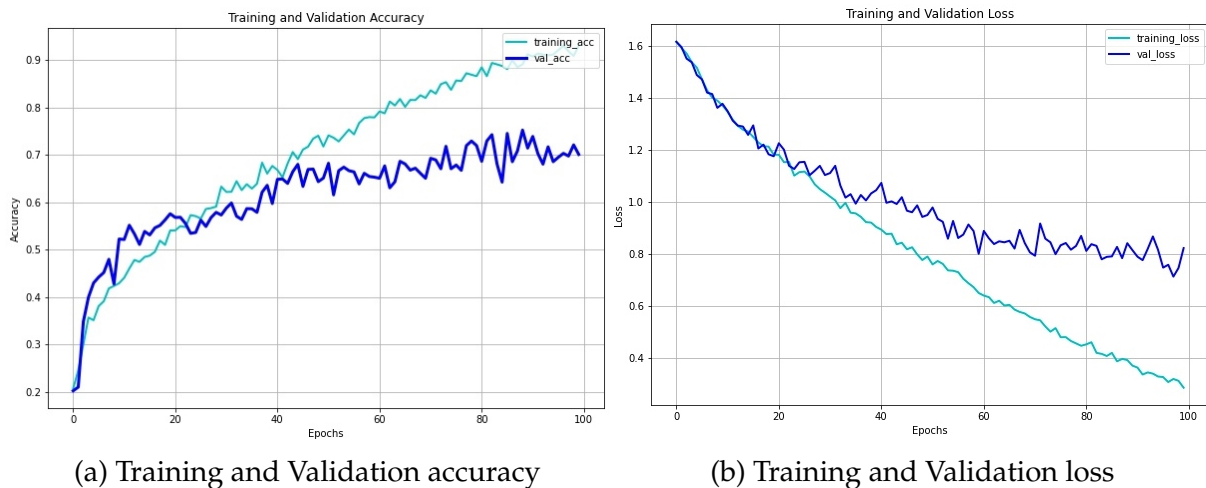 Training and Validation Accuracy
training_acc
val_acc
0.9
0.8
0.7
0.6
0.5
0.4
0.3
0.2
Accuracy
0 20 40 60 80 100
Epochs
(a) Training and Validation accuracy
Training and Validation Loss
training_loss
val_loss
1.6
1.4
1.2
1.0
0.8
0.6
0.4
Loss
0 20 40 60 80 100
Epochs
(b) Training and Validation loss